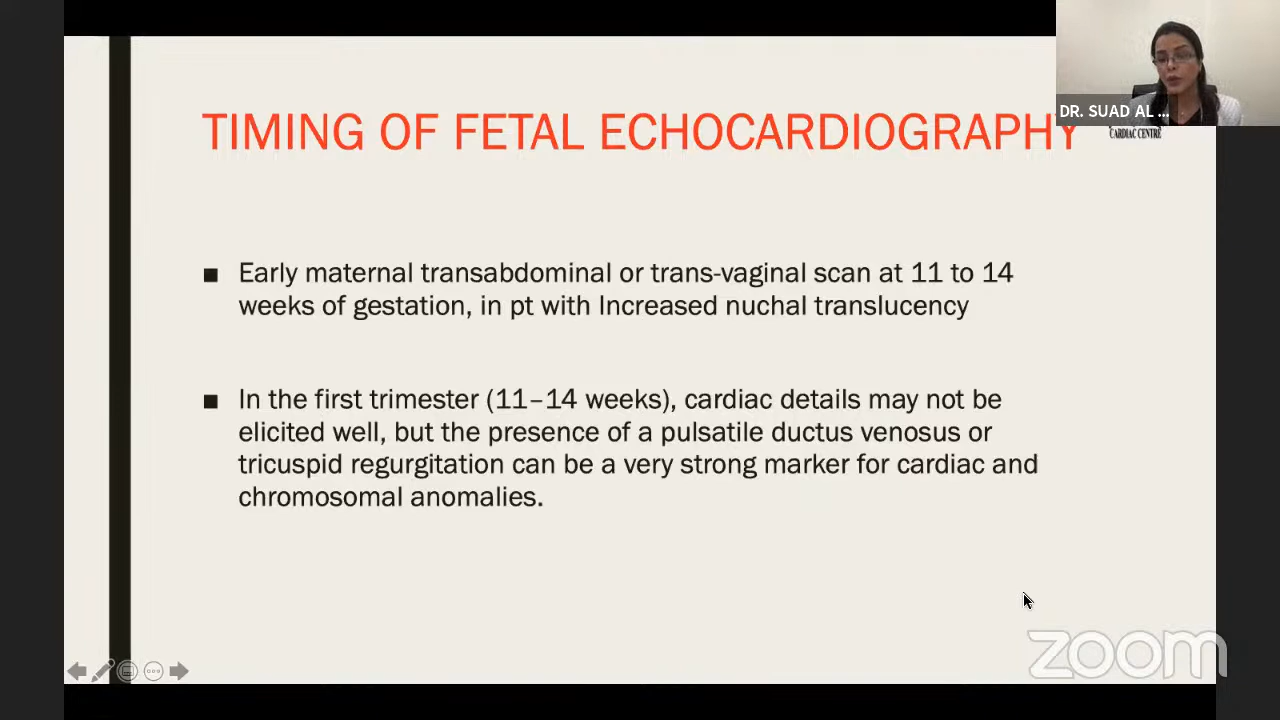 TIMING OF FETAL ECHOCARDIOGRAPHY
DR. SUAD AL ...
CARDIAC CENTRE
■ Early maternal transabdominal or trans-vaginal scan at 11 to 14
weeks of gestation, in pt with Increased nuchal translucency
■ In the first trimester (11–14 weeks), cardiac details may not be
elicited well, but the presence of a pulsatile ductus venosus or
tricuspid regurgitation can be a very strong marker for cardiac and
chromosomal anomalies.
zoom